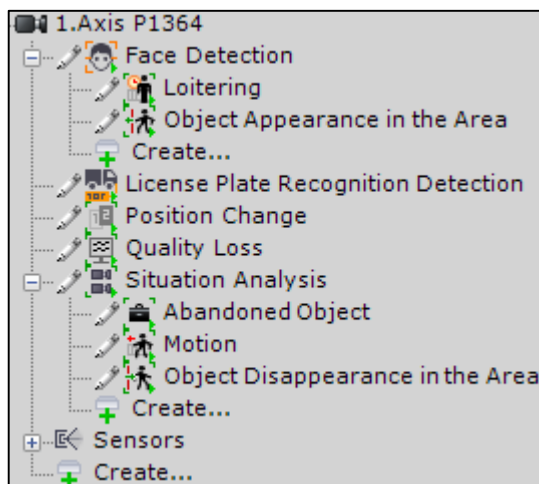 1.Axis P1364
Face Detection
Loitering
Object Appearance in the Area
Create...
License Plate Recognition Detection
Position Change
Quality Loss
Situation Analysis
Abandoned Object
Motion
Object Disappearance in the Area
Create...
Sensors
Create...